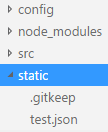 config
node_modules
src
static
.gitkeep
test.json